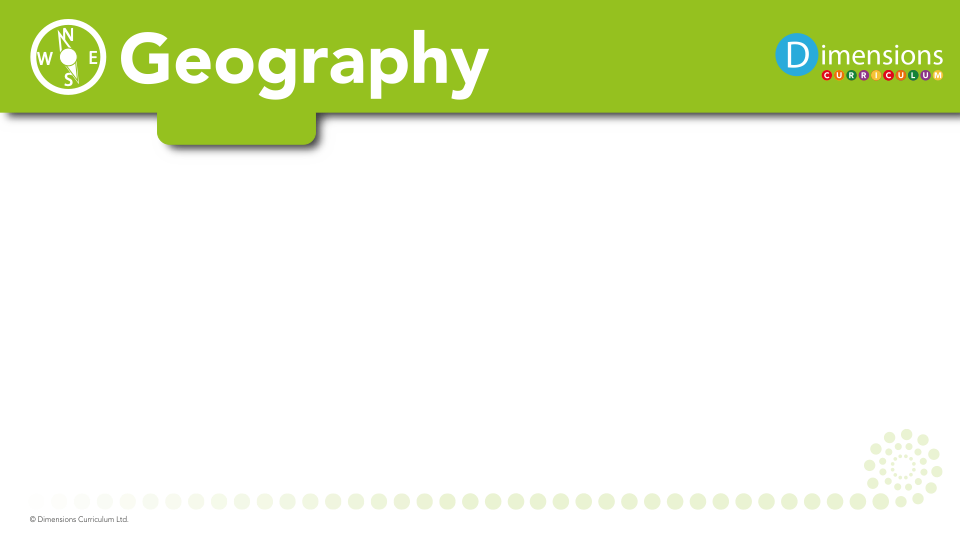 N
W E
S
Geography
Dimensions
CURRICULUM
© Dimensions Curriculum Ltd.